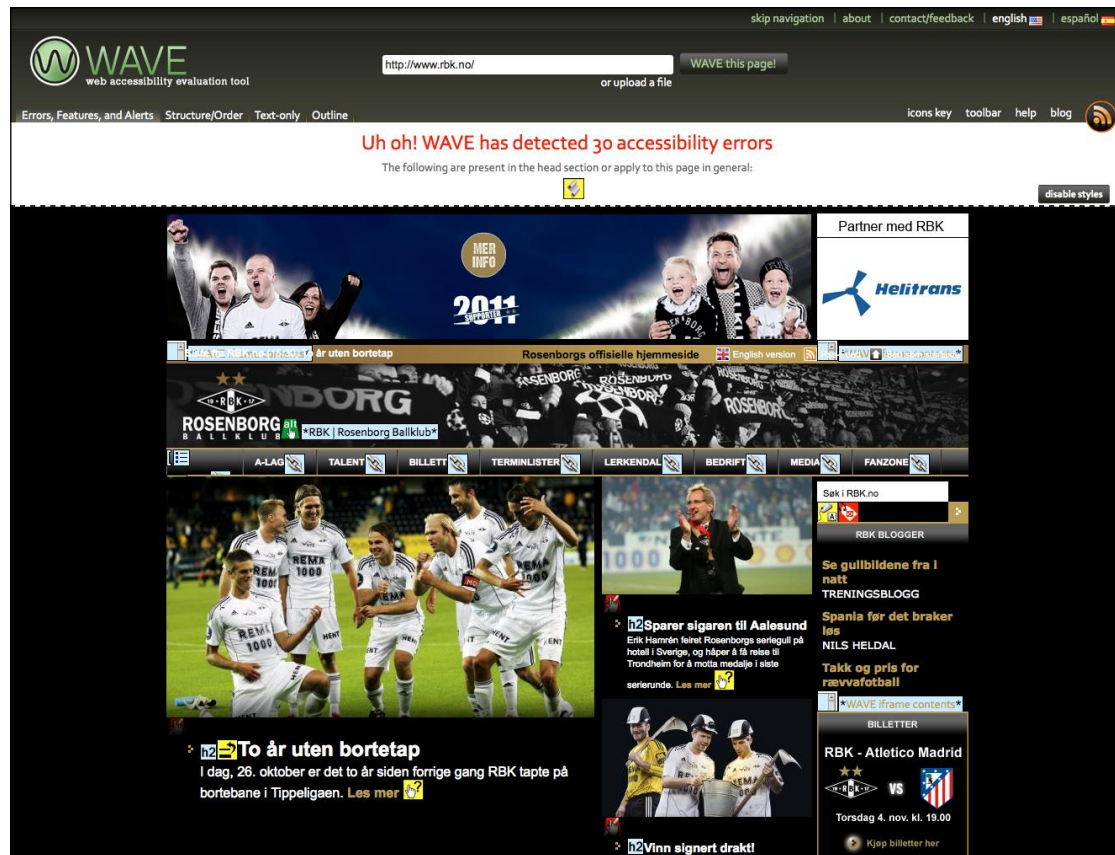 skip navigation | about | contact/feedback | english | español
WAVE
web accessibility evaluation tool
http://www.rbk.no/
WAVE this page!
or upload a file
Errors, Features, and Alerts Structure/Order Text-only Outline
icons key toolbar help blog
Uh oh! WAVE has detected 30 accessibility errors
The following are present in the head section or apply to this page in general:
disable styles
MER
INFO
2011
SUPPORTER
Partner med RBK
Helitrans
år uten bortetap
Rosenborgs offisielle hjemmeside
English version
ROSENBORG
BALLKLUB
alt
*RBK | Rosenborg Ballklub*
A-LAG TALENT BILLETT TERMINLISTER LERKENDAL BEDRIFT MEDIA FANZONE
REMA
1000
HENT
h2 To år uten bortetap
I dag, 26. oktober er det to år siden forrige gang RBK tapte på
bortebane i Tippeligaen. Les mer
h2 Sparer sigaren til Aalesund
Erik Hamrén feiret Rosenborgs seriegull på
hotell i Sverige, og håper å få reise til
Trondheim for å motta medalje i siste
serierunde. Les mer
h2 Vinn signert drakt!
Søk i RBK.no
RBK BLOGGER
Se gullbildene fra i
natt
TRENINGSBLOGG
Spania før det braker
løs
NILS HELDAL
Takk og pris for
rævvafotball
*WAVE iframe contents*
BILLETTER
RBK - Atletico Madrid
VS
Torsdag 4. nov. kl. 19.00
Kjøp billetter her